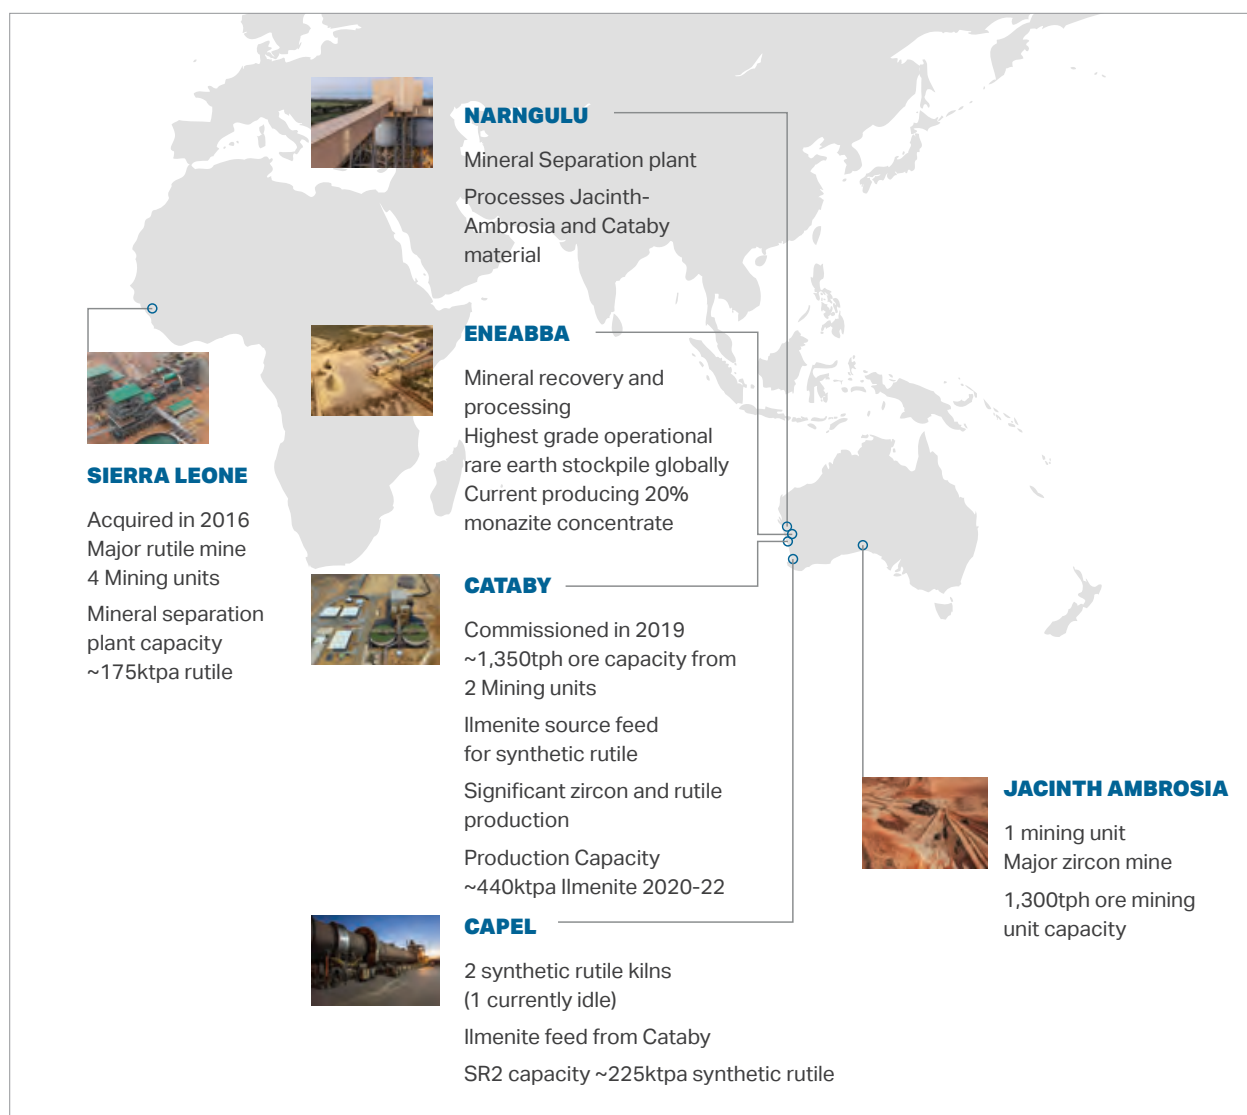 NARNGULU
Mineral Separation plant
Processes Jacinth-
Ambrosia and Cataby
material
ENEABBA
Mineral recovery and
processing
Highest grade operational
rare earth stockpile globally
Current producing 20%
monazite concentrate
SIERRA LEONE
Acquired in 2016
Major rutile mine
4 Mining units
Mineral separation
plant capacity
~175ktpa rutile
CATABY
Commissioned in 2019
~1,350tph ore capacity from
2 Mining units
Ilmenite source feed
for synthetic rutile
Significant zircon and rutile
production
Production Capacity
~440ktpa Ilmenite 2020-22
JACINTH AMBROSIA
1 mining unit
Major zircon mine
1,300tph ore mining
unit capacity
CAPEL
2 synthetic rutile kilns
(1 currently idle)
Ilmenite feed from Cataby
SR2 capacity ~225ktpa synthetic rutile